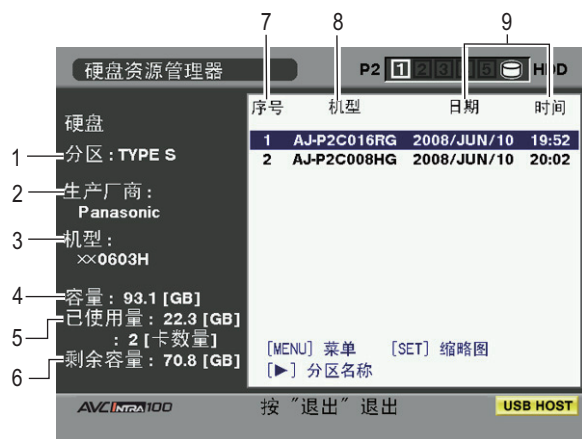 7 8 9
硬盘资源管理器 P2 1 2 3 4 5 HDD
序号 机型 日期 时间
硬盘
1 分区 : TYPE S
2 生产厂商 :
Panasonic
3 机型 :
××0603H
4 容量 : 93.1 [GB]
5 已使用量 : 22.3 [GB]
: 2 [卡数量]
6 剩余容量 : 70.8 [GB]
1 AJ-P2C016RG 2008/JUN/10 19:52
2 AJ-P2C008HG 2008/JUN/10 20:02
[MENU] 菜单 [SET] 缩略图
[▶] 分区名称
AVC INTRA 100 按 "退出" 退出 USB HOST